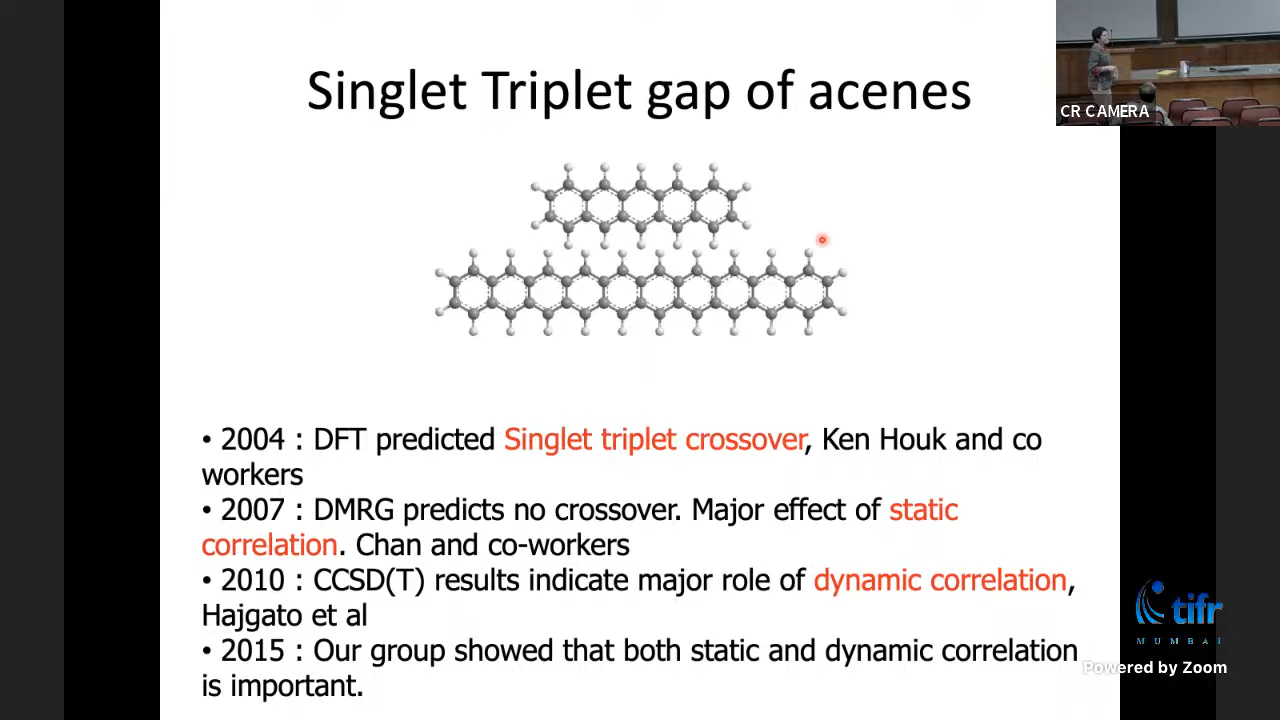 Singlet Triplet gap of acenes
CR CAMERA
• 2004 : DFT predicted Singlet triplet crossover, Ken Houk and co
workers
• 2007 : DMRG predicts no crossover. Major effect of static
correlation. Chan and co-workers
• 2010 : CCSD(T) results indicate major role of dynamic correlation,
Hajgato et al
• 2015 : Our group showed that both static and dynamic correlation
is important.
tifr
MUMBAI
Powered by Zoom